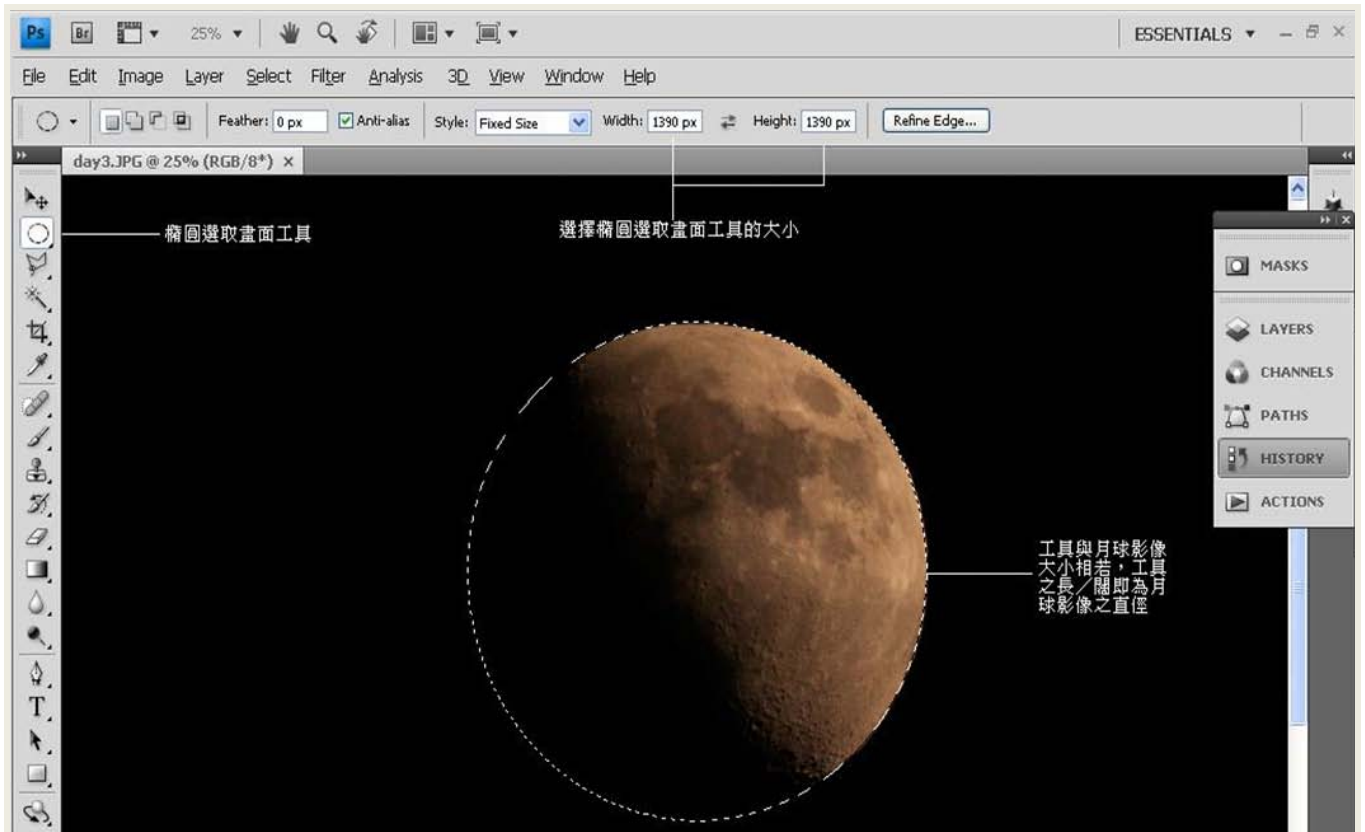 Ps Br 25% ESSENTIALS
File Edit Image Layer Select Filter Analysis 3D View Window Help
Feather: 0 px Anti-alias Style: Fixed Size Width: 1390 px Height: 1390 px Refine Edge...
day3.JPG @ 25% (RGB/8*) ×
橢圓選取畫面工具
選擇橢圓選取畫面工具的大小
MASKS
LAYERS
CHANNELS
PATHS
HISTORY
ACTIONS
工具與月球影像
大小相若，工具
之長／闊即為月
球影像之直徑